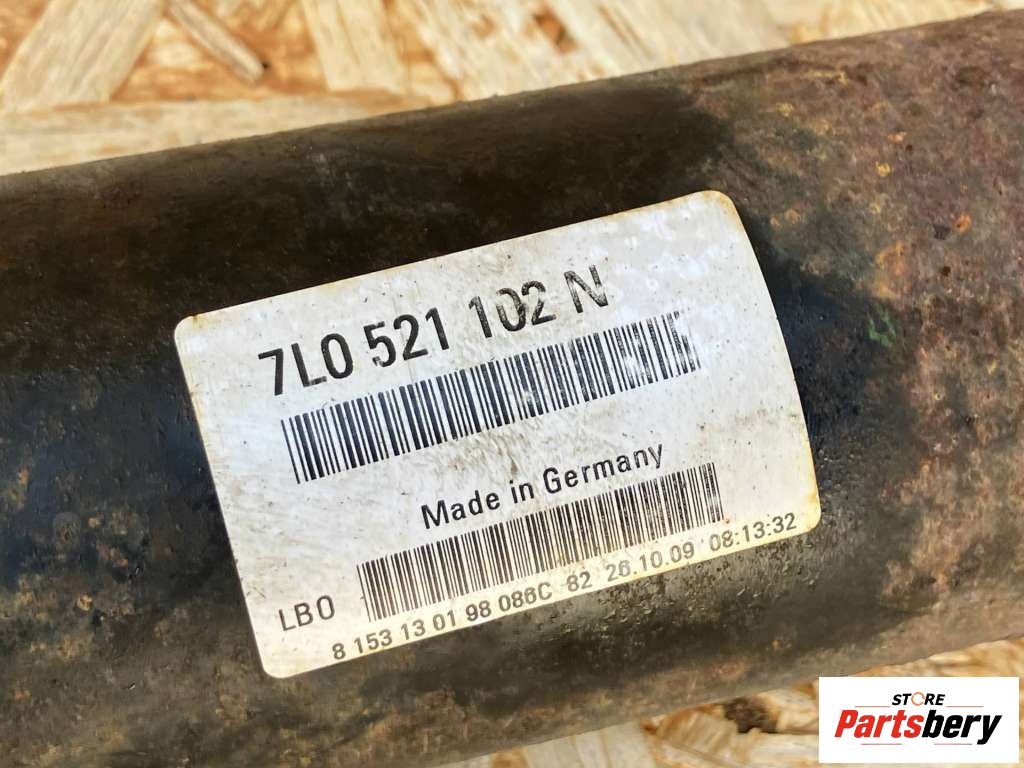 7L0 521 102 N
Made in Germany
LB0
8 153 13 01 98 086C 82 26.10.09 08:13:32
STORE
Partsbery